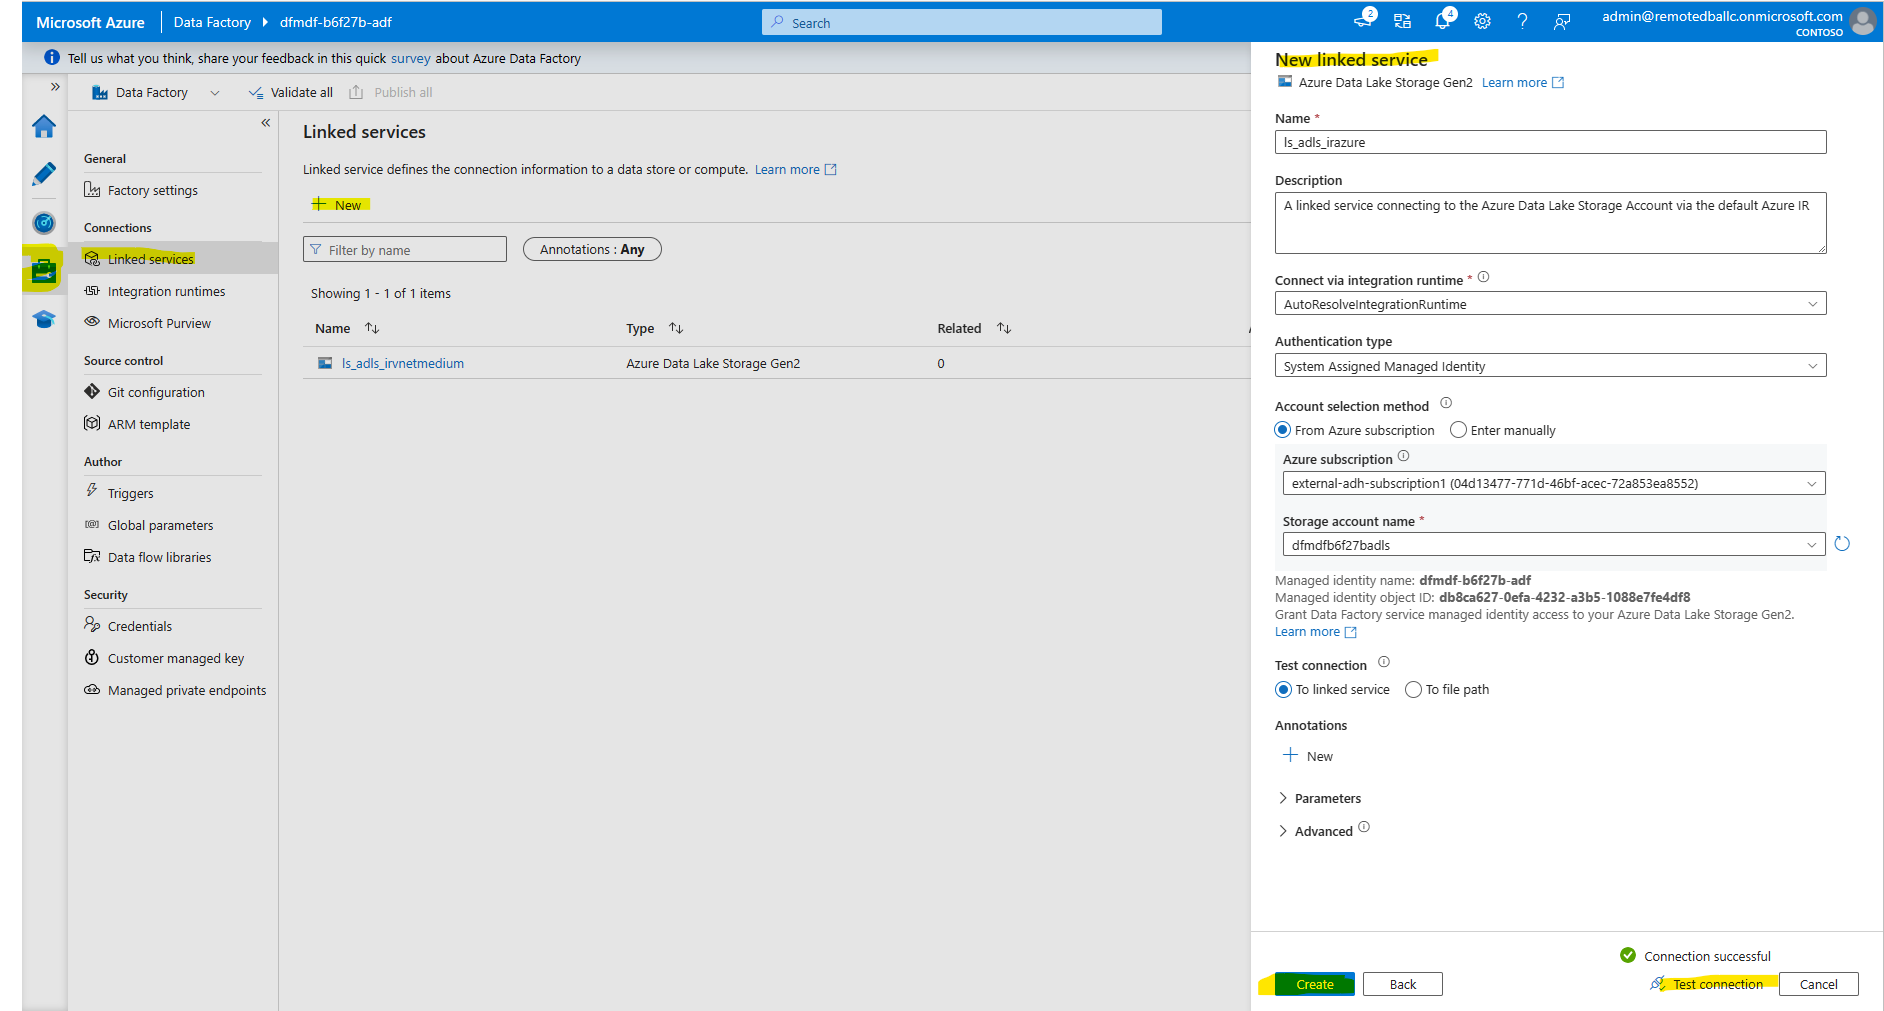 Microsoft Azure
Data Factory
dfmdf-b6f27b-adf
Search
2
4
admin@remotedballc.onmicrosoft.com
CONTOSO
Tell us what you think, share your feedback in this quick survey about Azure Data Factory
Data Factory
Validate all
Publish all
General
Factory settings
Connections
Linked services
Integration runtimes
Microsoft Purview
Source control
Git configuration
ARM template
Author
Triggers
Global parameters
Data flow libraries
Security
Credentials
Customer managed key
Managed private endpoints
Linked services
Linked service defines the connection information to a data store or compute. Learn more
New
Filter by name
Annotations : Any
Showing 1 - 1 of 1 items
Name Type Related
ls_adls_irvnetmedium Azure Data Lake Storage Gen2 0
New linked service
Azure Data Lake Storage Gen2 Learn more
Name *
ls_adls_irazure
Description
A linked service connecting to the Azure Data Lake Storage Account via the default Azure IR
Connect via integration runtime *
AutoResolveIntegrationRuntime
Authentication type
System Assigned Managed Identity
Account selection method
From Azure subscription Enter manually
Azure subscription
external-adh-subscription1 (04d13477-771d-46bf-acec-72a853ea8552)
Storage account name *
dfmdfb6f27badls
Managed identity name: dfmdf-b6f27b-adf
Managed identity object ID: db8ca627-0efa-4232-a3b5-1088e7fe4df8
Grant Data Factory service managed identity access to your Azure Data Lake Storage Gen2.
Learn more
Test connection
To linked service To file path
Annotations
New
Parameters
Advanced
Connection successful
Create Back Test connection Cancel